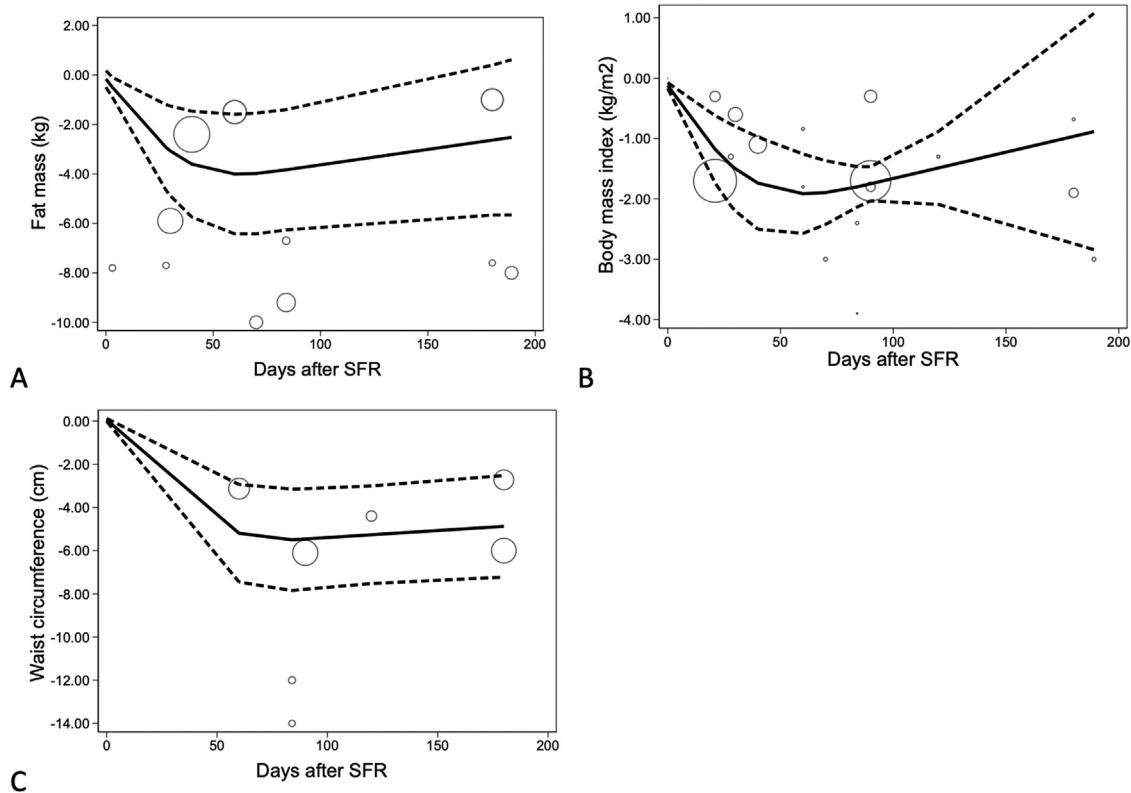 2.00
0.00
-2.00
-4.00
-6.00
-8.00
-10.00
Fat mass (kg)
0 50 100 150 200
Days after SFR
A
1.00
0.00
-1.00
-2.00
-3.00
-4.00
Body mass index (kg/m2)
0 50 100 150 200
Days after SFR
B
0.00
-2.00
-4.00
-6.00
-8.00
-10.00
-12.00
-14.00
Waist circumference (cm)
0 50 100 150 200
Days after SFR
C